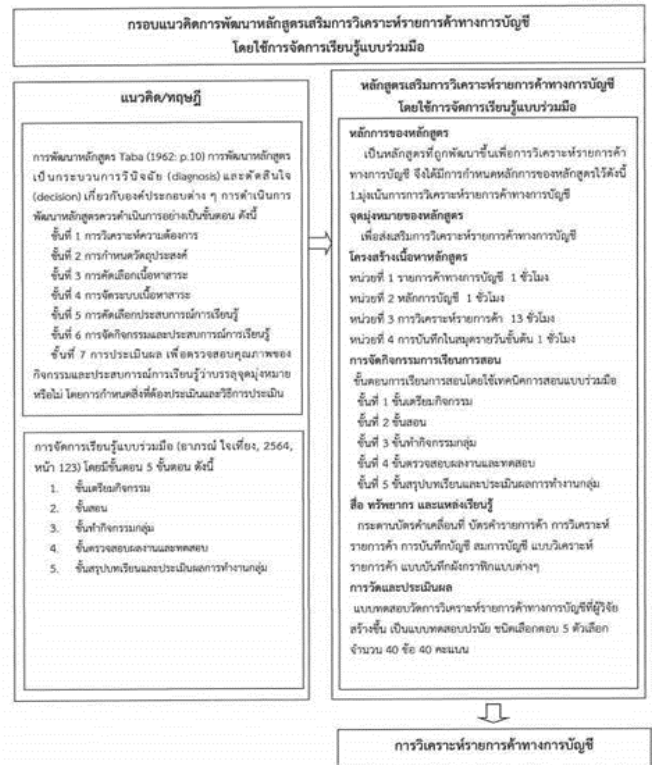 กรอบแนวคิดการพัฒนาหลักสูตรเสริมการวิเคราะห์รายการค้าทางการบัญชี
โดยใช้การจัดการเรียนรู้แบบร่วมมือ
แนวคิด/ทฤษฎี
การพัฒนาหลักสูตร Taba (1962: p.10) การพัฒนาหลักสูตร
เป็นกระบวนการวินิจฉัย (diagnosis) และตัดสินใจ
(decision) เกี่ยวกับองค์ประกอบต่าง ๆ การดำเนินการ
พัฒนาหลักสูตรควรดำเนินการอย่างเป็นขั้นตอน ดังนี้
ขั้นที่ 1 การวิเคราะห์ความต้องการ
ขั้นที่ 2 การกำหนดวัตถุประสงค์
ขั้นที่ 3 การคัดเลือกเนื้อหาสาระ
ขั้นที่ 4 การจัดระบบเนื้อหาสาระ
ขั้นที่ 5 การคัดเลือกประสบการณ์การเรียนรู้
ขั้นที่ 6 การจัดกิจกรรมและประสบการณ์การเรียนรู้
ขั้นที่ 7 การประเมินผล เพื่อตรวจสอบคุณภาพของ
กิจกรรมและประสบการณ์การเรียนรู้ว่าบรรลุจุดมุ่งหมาย
หรือไม่ โดยการกำหนดสิ่งที่ต้องประเมินและวิธีการประเมิน
การจัดการเรียนรู้แบบร่วมมือ (อาภรณ์ ใจเที่ยง, 2564,
หน้า 123) โดยมีขั้นตอน 5 ขั้นตอน ดังนี้
1. ขั้นเตรียมกิจกรรม
2. ขั้นสอน
3. ขั้นทำกิจกรรมกลุ่ม
4. ขั้นตรวจสอบผลงานและทดสอบ
5. ขั้นสรุปบทเรียนและประเมินผลการทำงานกลุ่ม
หลักสูตรเสริมการวิเคราะห์รายการค้าทางการบัญชี
โดยใช้การจัดการเรียนรู้แบบร่วมมือ
หลักการของหลักสูตร
เป็นหลักสูตรที่ถูกพัฒนาขึ้นเพื่อการวิเคราะห์รายการค้า
ทางการบัญชี จึงได้มีการกำหนดหลักการของหลักสูตรไว้ดังนี้
1.มุ่งเน้นการการวิเคราะห์รายการค้าทางการบัญชี
จุดมุ่งหมายของหลักสูตร
เพื่อส่งเสริมการวิเคราะห์รายการค้าทางการบัญชี
โครงสร้างเนื้อหาหลักสูตร
หน่วยที่ 1 รายการค้าทางการบัญชี 1 ชั่วโมง
หน่วยที่ 2 หลักการบัญชี 1 ชั่วโมง
หน่วยที่ 3 การวิเคราะห์รายการค้า 13 ชั่วโมง
หน่วยที่ 4 การบันทึกในสมุดรายวันขั้นต้น 1 ชั่วโมง
การจัดกิจกรรมการเรียนการสอน
ขั้นตอนการเรียนการสอนโดยใช้เทคนิคการสอนแบบร่วมมือ
ขั้นที่ 1 ขั้นเตรียมกิจกรรม
ขั้นที่ 2 ขั้นสอน
ขั้นที่ 3 ขั้นทำกิจกรรมกลุ่ม
ขั้นที่ 4 ขั้นตรวจสอบผลงานและทดสอบ
ขั้นที่ 5 ขั้นสรุปบทเรียนและประเมินผลการทำงานกลุ่ม
สื่อ ทรัพยากร และแหล่งเรียนรู้
กระดานบัตรคำเคลื่อนที่ บัตรคำรายการค้า การวิเคราะห์
รายการค้า การบันทึกบัญชี สมการบัญชี แบบวิเคราะห์
รายการค้า แบบบันทึกผังกราฟิกแบบต่างๆ
การวัดและประเมินผล
แบบทดสอบวัดการวิเคราะห์รายการค้าทางการบัญชีที่ผู้วิจัย
สร้างขึ้น เป็นแบบทดสอบปรนัย ชนิดเลือกตอบ 5 ตัวเลือก
จำนวน 40 ข้อ 40 คะแนน
การวิเคราะห์รายการค้าทางการบัญชี